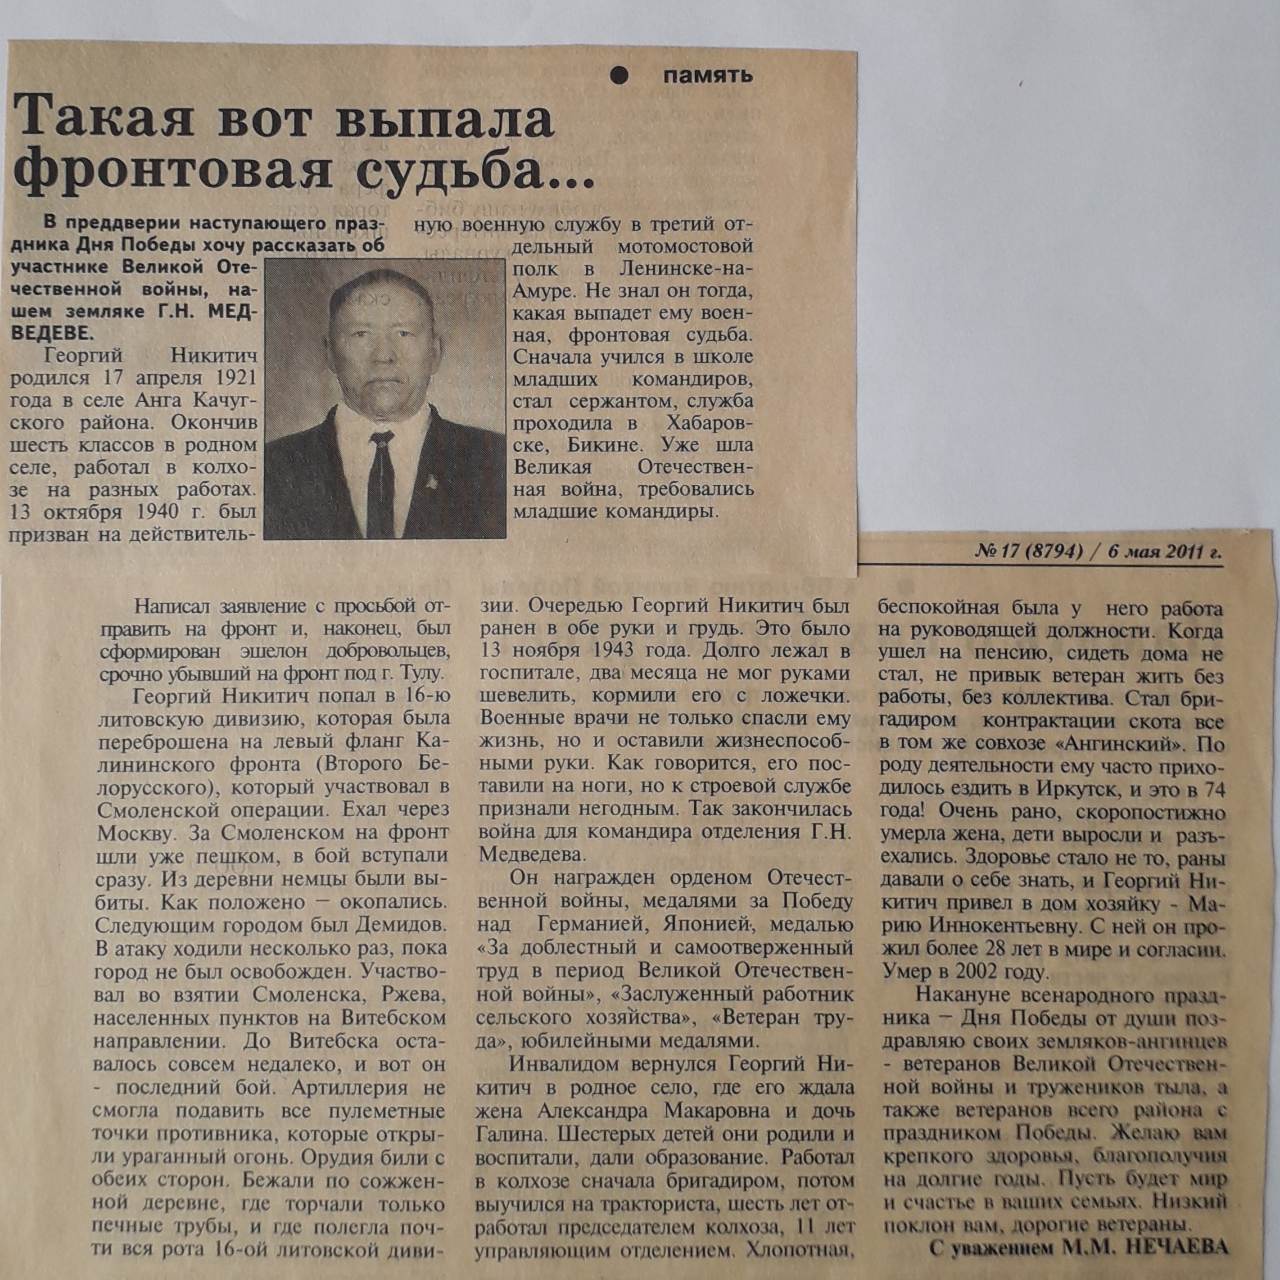 ● память
Такая вот выпала
фронтовая судьба...
В преддверии наступающего праз-
дника Дня Победы хочу рассказать об
участнике Великой Оте-
чественной войны, на-
шем земляке Г.Н. МЕД-
ВЕДЕВЕ.
Георгий Никитич
родился 17 апреля 1921
года в селе Анга Качуг-
ского района. Окончив
шесть классов в родном
селе, работал в колхо-
зе на разных работах.
13 октября 1940 г. был
призван на действитель-
ную военную службу в третий от-
дельный мотомостовой
полк в Ленинске-на-
Амуре. Не знал он тогда,
какая выпадет ему воен-
ная, фронтовая судьба.
Сначала учился в школе
младших командиров,
стал сержантом, служба
проходила в Хабаров-
ске, Бикине. Уже шла
Великая Отечествен-
ная война, требовались
младшие командиры.
№ 17 (8794) / 6 мая 2011 г.
Написал заявление с просьбой от-
править на фронт и, наконец, был
сформирован эшелон добровольцев,
срочно убывший на фронт под г. Тулу.
Георгий Никитич попал в 16-ю
литовскую дивизию, которая была
переброшена на левый фланг Ка-
лининского фронта (Второго Бе-
лорусского), который участвовал в
Смоленской операции. Ехал через
Москву. За Смоленском на фронт
шли уже пешком, в бой вступали
сразу. Из деревни немцы были вы-
биты. Как положено – окопались.
Следующим городом был Демидов.
В атаку ходили несколько раз, пока
город не был освобожден. Участво-
вал во взятии Смоленска, Ржева,
населенных пунктов на Витебском
направлении. До Витебска оста-
валось совсем недалеко, и вот он
- последний бой. Артиллерия не
смогла подавить все пулеметные
точки противника, которые откры-
ли ураганный огонь. Орудия били с
обеих сторон. Бежали по сожжен-
ной деревне, где торчали только
печные трубы, и где полегла поч-
ти вся рота 16-ой литовской диви-
зии. Очередью Георгий Никитич был
ранен в обе руки и грудь. Это было
13 ноября 1943 года. Долго лежал в
госпитале, два месяца не мог руками
шевелить, кормили его с ложечки.
Военные врачи не только спасли ему
жизнь, но и оставили жизнеспособ-
ными руки. Как говорится, его пос-
тавили на ноги, но к строевой службе
признали негодным. Так закончилась
война для командира отделения Г.Н.
Медведева.
Он награжден орденом Отечест-
венной войны, медалями за Победу
над Германией, Японией, медалью
«За доблестный и самоотверженный
труд в период Великой Отечествен-
ной войны», «Заслуженный работник
сельского хозяйства», «Ветеран тру-
да», юбилейными медалями.
Инвалидом вернулся Георгий Ни-
китич в родное село, где его ждала
жена Александра Макаровна и дочь
Галина. Шестерых детей они родили и
воспитали, дали образование. Работал
в колхозе сначала бригадиром, потом
выучился на тракториста, шесть лет от-
работал председателем колхоза, 11 лет
управляющим отделением. Хлопотная,
беспокойная была у него работа
на руководящей должности. Когда
ушел на пенсию, сидеть дома не
стал, не привык ветеран жить без
работы, без коллектива. Стал бри-
гадиром контрактации скота все
в том же совхозе «Ангинский». По
роду деятельности ему часто прихо-
дилось ездить в Иркутск, и это в 74
года! Очень рано, скоропостижно
умерла жена, дети выросли и разъ-
ехались. Здоровье стало не то, раны
давали о себе знать, и Георгий Ни-
китич привел в дом хозяйку - Ма-
рию Иннокентьевну. С ней он про-
жил более 28 лет в мире и согласии.
Умер в 2002 году.
Накануне всенародного празд-
ника – Дня Победы от души поз-
дравляю своих земляков-ангинцев
- ветеранов Великой Отечествен-
ной войны и тружеников тыла, а
также ветеранов всего района с
праздником Победы. Желаю вам
крепкого здоровья, благополучия
на долгие годы. Пусть будет мир
и счастье в ваших семьях. Низкий
поклон вам, дорогие ветераны.
С уважением М.М. НЕЧАЕВА